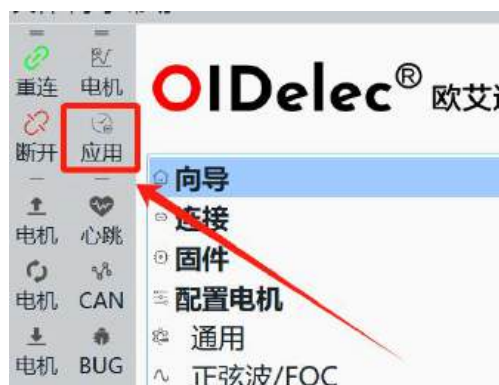 重连 电机
断开 应用
电机 心跳
电机 CAN
电机 BUG
OIDelec® 欧艾
向导
连接
固件
配置电机
通用
正弦波/FOC